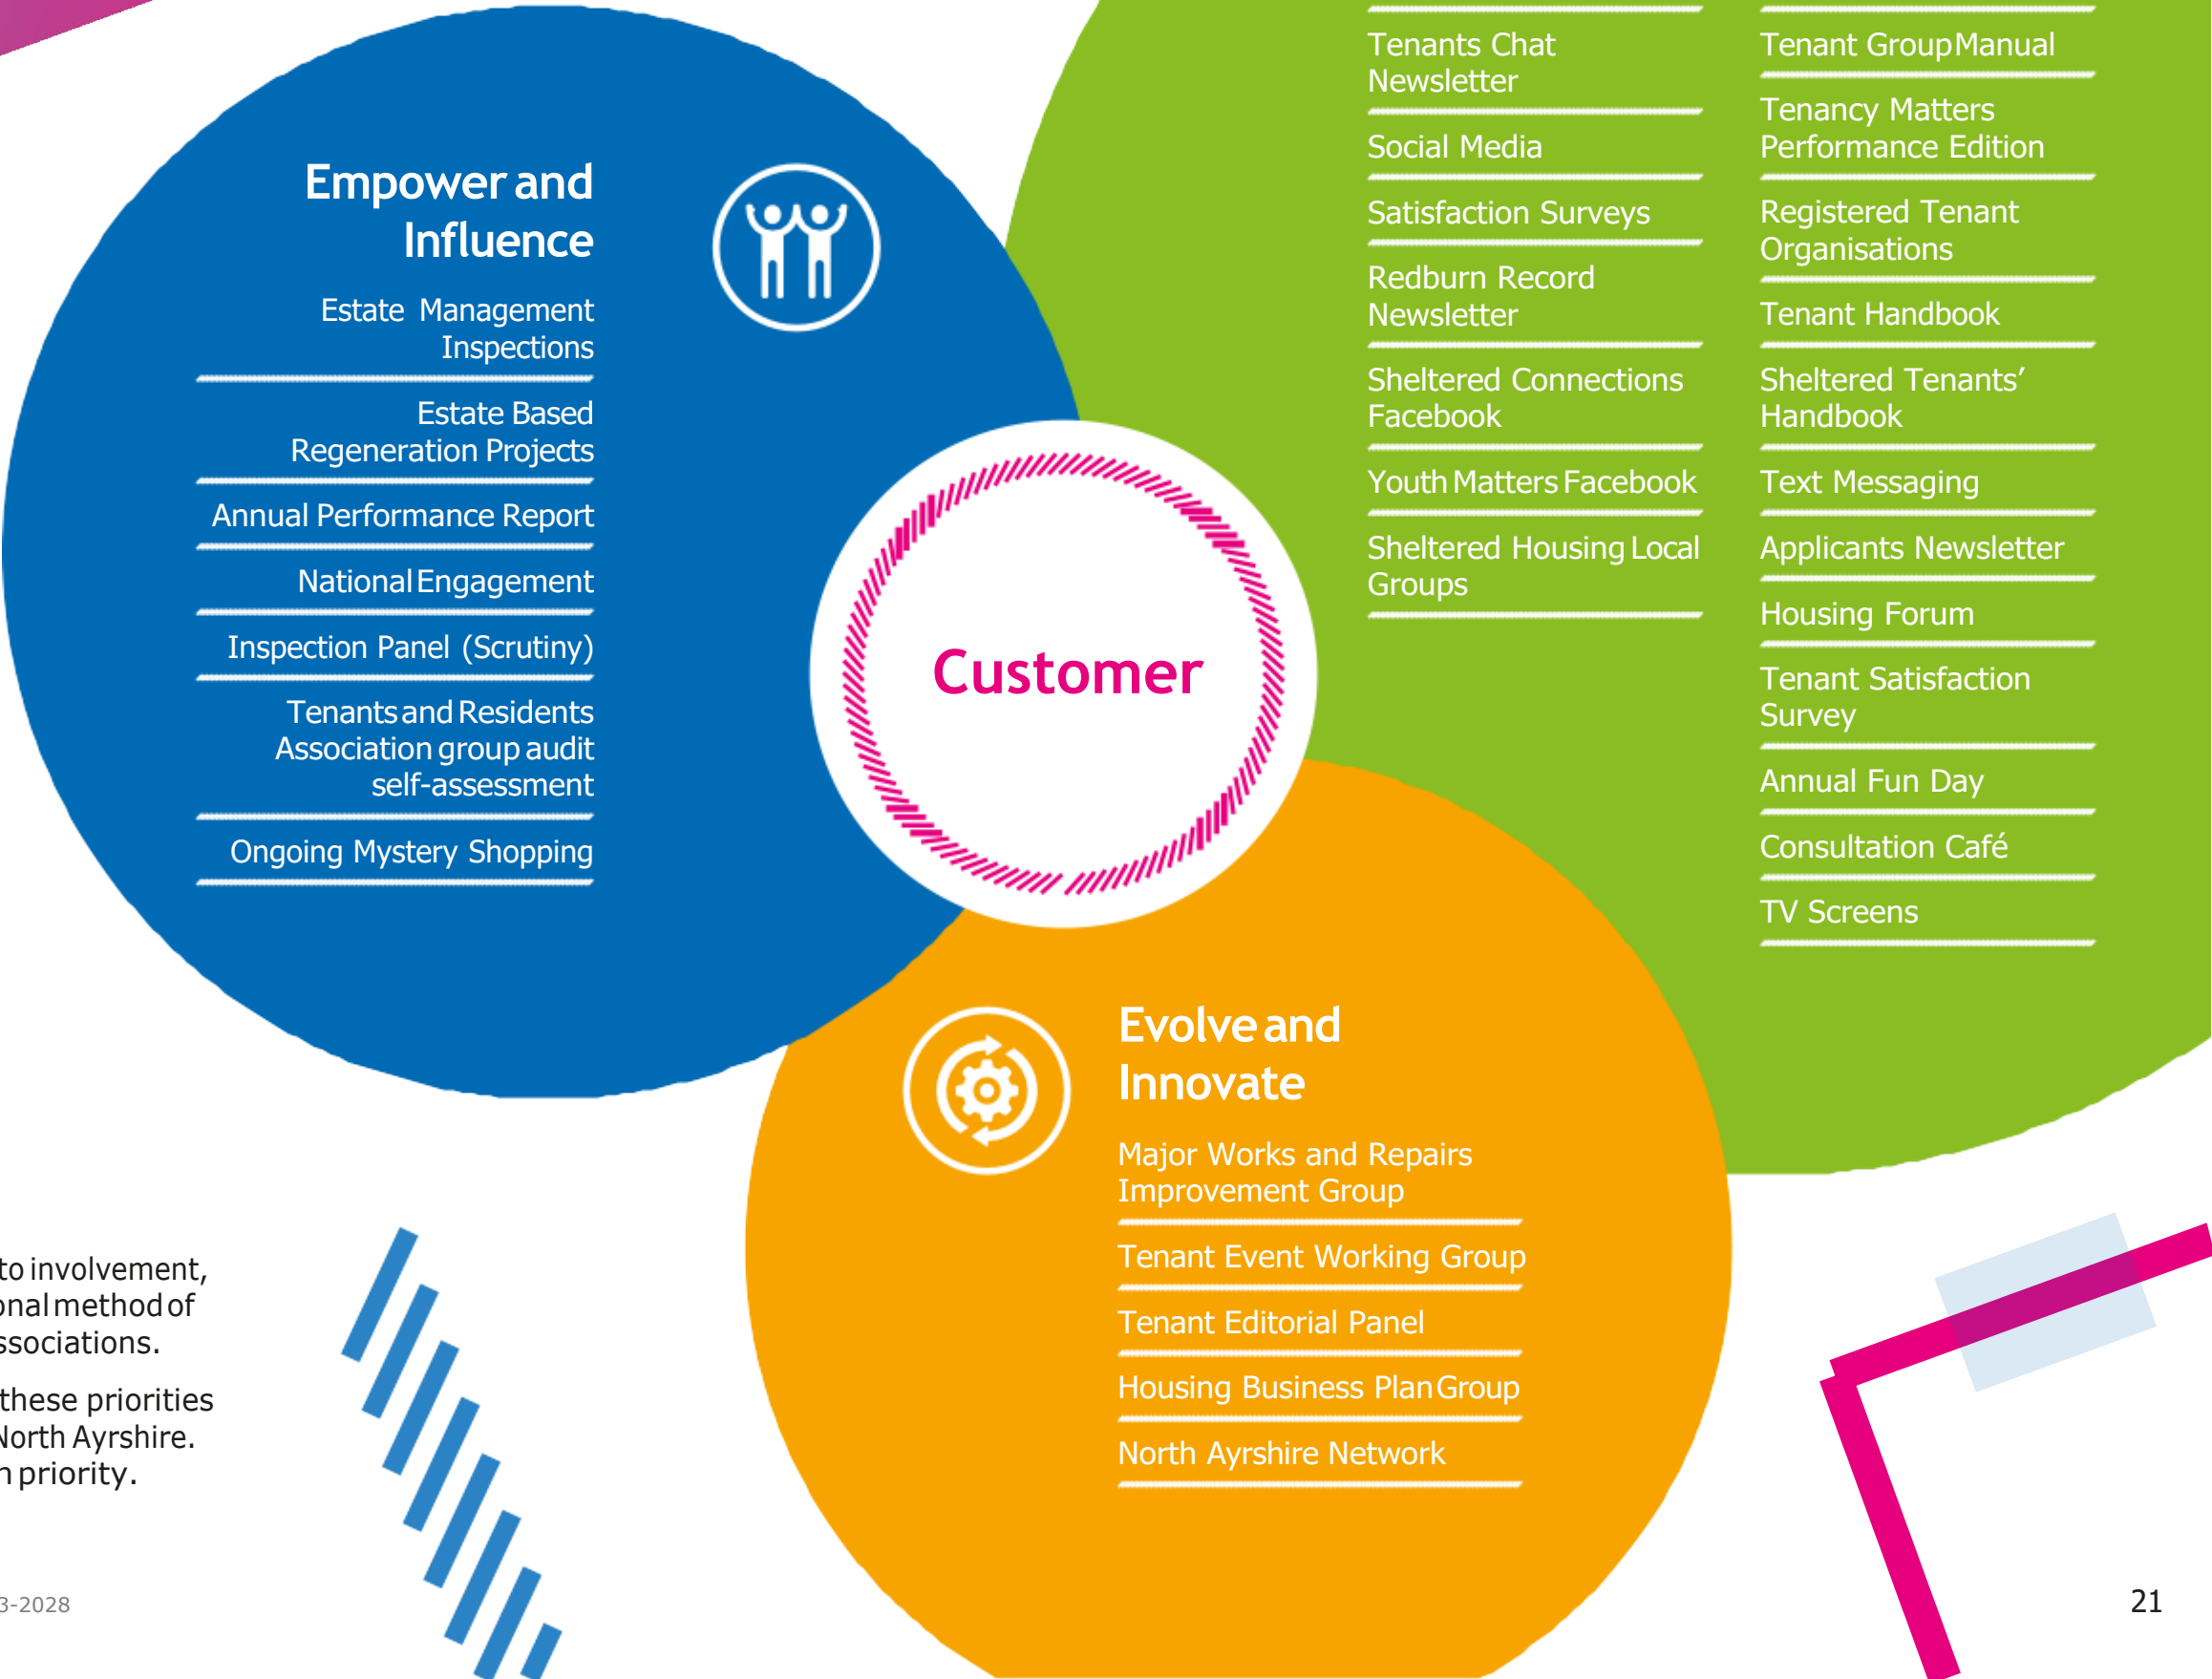 Empower and
Influence
Estate Management
Inspections
Estate Based
Regeneration Projects
Annual Performance Report
National Engagement
Inspection Panel (Scrutiny)
Tenants and Residents
Association group audit
self-assessment
Ongoing Mystery Shopping
Customer
Tenants Chat
Newsletter
Social Media
Satisfaction Surveys
Redburn Record
Newsletter
Sheltered Connections
Facebook
Youth Matters Facebook
Sheltered Housing Local
Groups
Tenant Group Manual
Tenancy Matters
Performance Edition
Registered Tenant
Organisations
Tenant Handbook
Sheltered Tenants’
Handbook
Text Messaging
Applicants Newsletter
Housing Forum
Tenant Satisfaction
Survey
Annual Fun Day
Consultation Café
TV Screens
Evolve and
Innovate
Major Works and Repairs
Improvement Group
Tenant Event Working Group
Tenant Editorial Panel
Housing Business Plan Group
North Ayrshire Network
to involvement,
method of
these priorities
North Ayrshire.
priority.
3-2028
21